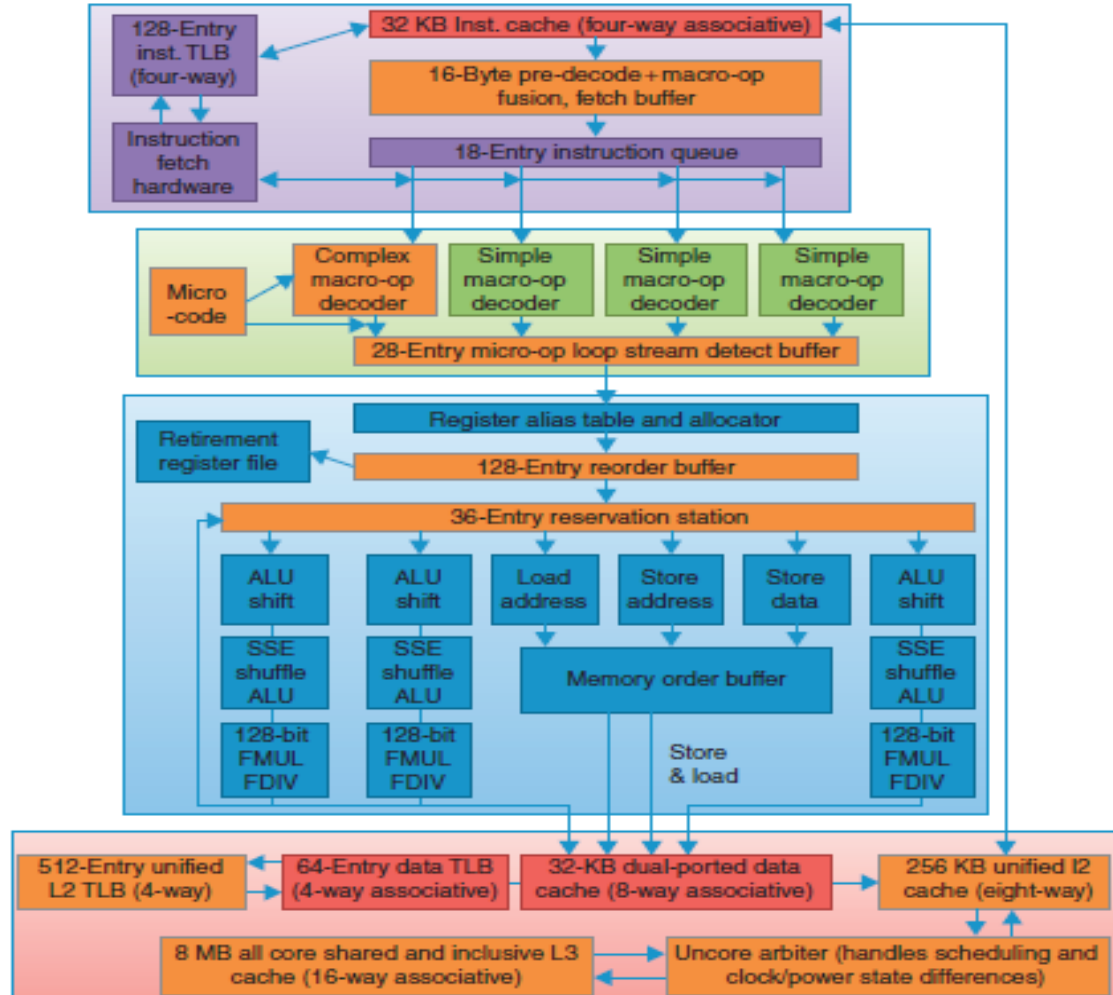 128-Entry
inst. TLB
(four-way)
32 KB Inst. cache (four-way associative)
16-Byte pre-decode+macro-op
fusion, fetch buffer
Instruction
fetch
hardware
18-Entry instruction queue
Micro
-code
Complex
macro-op
decoder
Simple
macro-op
decoder
Simple
macro-op
decoder
Simple
macro-op
decoder
28-Entry micro-op loop stream detect buffer
Register alias table and allocator
Retirement
register file
128-Entry reorder buffer
36-Entry reservation station
ALU
shift
ALU
shift
Load
address
Store
address
Store
data
ALU
shift
SSE
shuffle
ALU
SSE
shuffle
ALU
Memory order buffer
SSE
shuffle
ALU
128-bit
FMUL
FDIV
128-bit
FMUL
FDIV
Store
& load
128-bit
FMUL
FDIV
512-Entry unified
L2 TLB (4-way)
64-Entry data TLB
(4-way associative)
32-KB dual-ported data
cache (8-way associative)
256 KB unified l2
cache (eight-way)
8 MB all core shared and inclusive L3
cache (16-way associative)
Uncore arbiter (handles scheduling and
clock/power state differences)